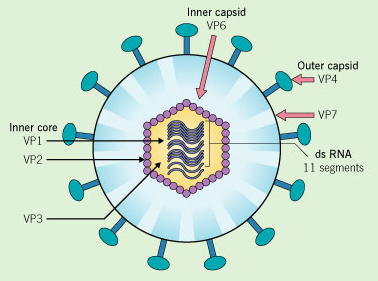 Inner capsid
VP6
Outer capsid
VP4
VP7
Inner core
VP1
VP2
ds RNA
11 segments
VP3